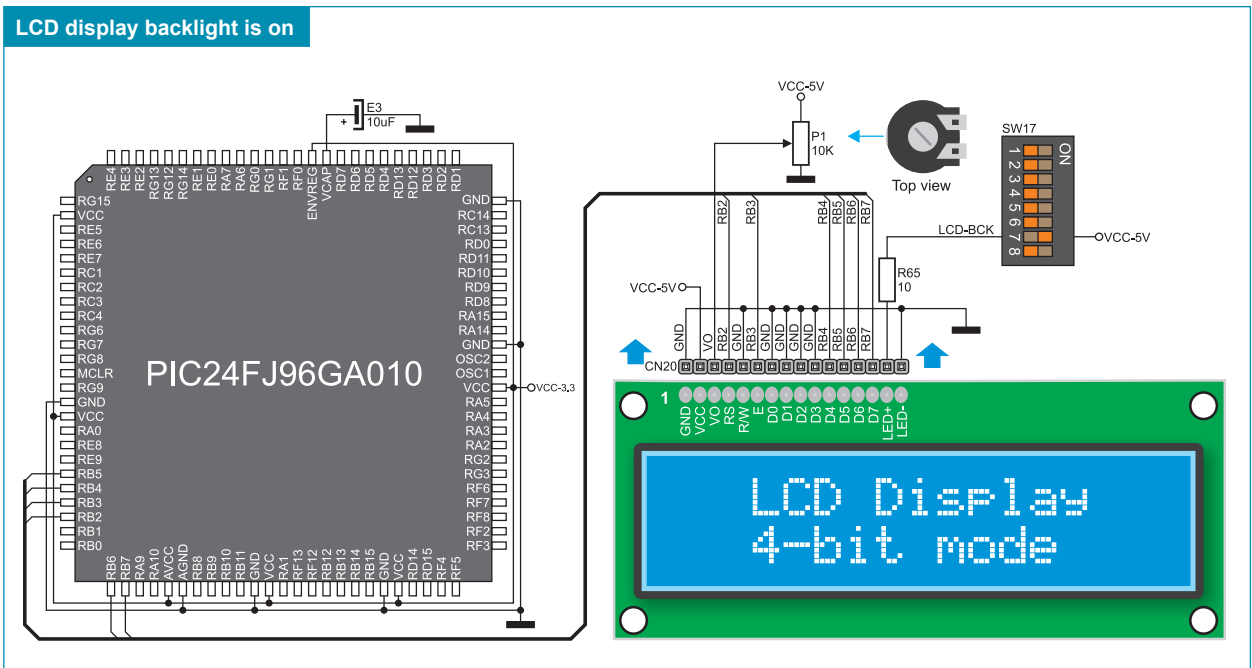 LCD display backlight is on
E3
+
10uF
RE4
RE3
RE2
RG13
RG12
RG14
RE1
RE0
RA7
RA6
RG0
RG1
RF1
RF0
ENVREG
VCAP
RD7
RD6
RD5
RD4
RD13
RD12
RD3
RD2
RD1
RG15
VCC
RE5
RE6
RE7
RC1
RC2
RC3
RC4
RG6
RG7
RG8
MCLR
RG9
GND
VCC
RA0
RE8
RE9
RB5
RB4
RB3
RB2
RB1
RB0
PIC24FJ96GA010
GND
RC14
RC13
RD0
RD11
RD10
RD9
RD8
RA15
RA14
GND
OSC2
OSC1
VCC
VCC-3.3
RA5
RA4
RA3
RA2
RG2
RG3
RF6
RF7
RF8
RF2
RF3
RB6
RB7
RA9
RA10
AVCC
AGND
RB8
RB9
RB10
RB11
GND
VCC
RA1
RF13
RF12
RB12
RB13
RB14
RB15
GND
VCC
RD14
RD15
RF4
RF5
VCC-5V
P1
10K
Top view
SW17
ON
1
2
3
4
5
6
7
8
LCD-BCK
VCC-5V
R65
10
RB2
RB3
RB4
RB5
RB6
RB7
VCC-5V
GND
VO
RB2
GND
RB3
GND
GND
GND
GND
RB4
RB5
RB6
RB7
CN20
1
GND
VCC
VO
RS
R/W
E
D0
D1
D2
D3
D4
D5
D6
D7
LED+
LED-
LCD Display
4-bit mode